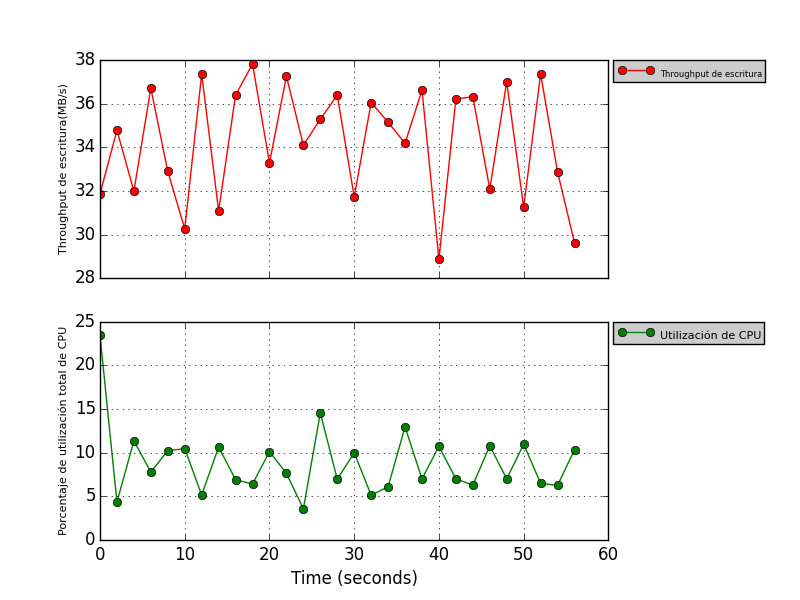 38
36
34
32
30
28
Throughput de escritura(MB/s)
Throughput de escritura
25
20
15
10
5
0
Porcentaje de utilización total de CPU
Utilización de CPU
0 10 20 30 40 50 60
Time (seconds)